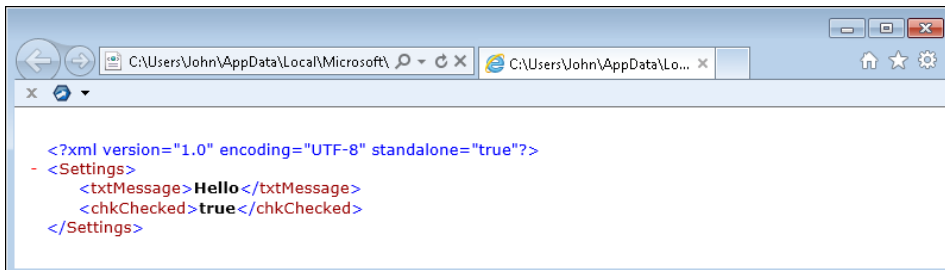 C:\Users\John\AppData\Local\Microsoft\
C:\Users\John\AppData\Lo...
<?xml version="1.0" encoding="UTF-8" standalone="true"?>
- <Settings>
<txtMessage>Hello</txtMessage>
<chkChecked>true</chkChecked>
</Settings>